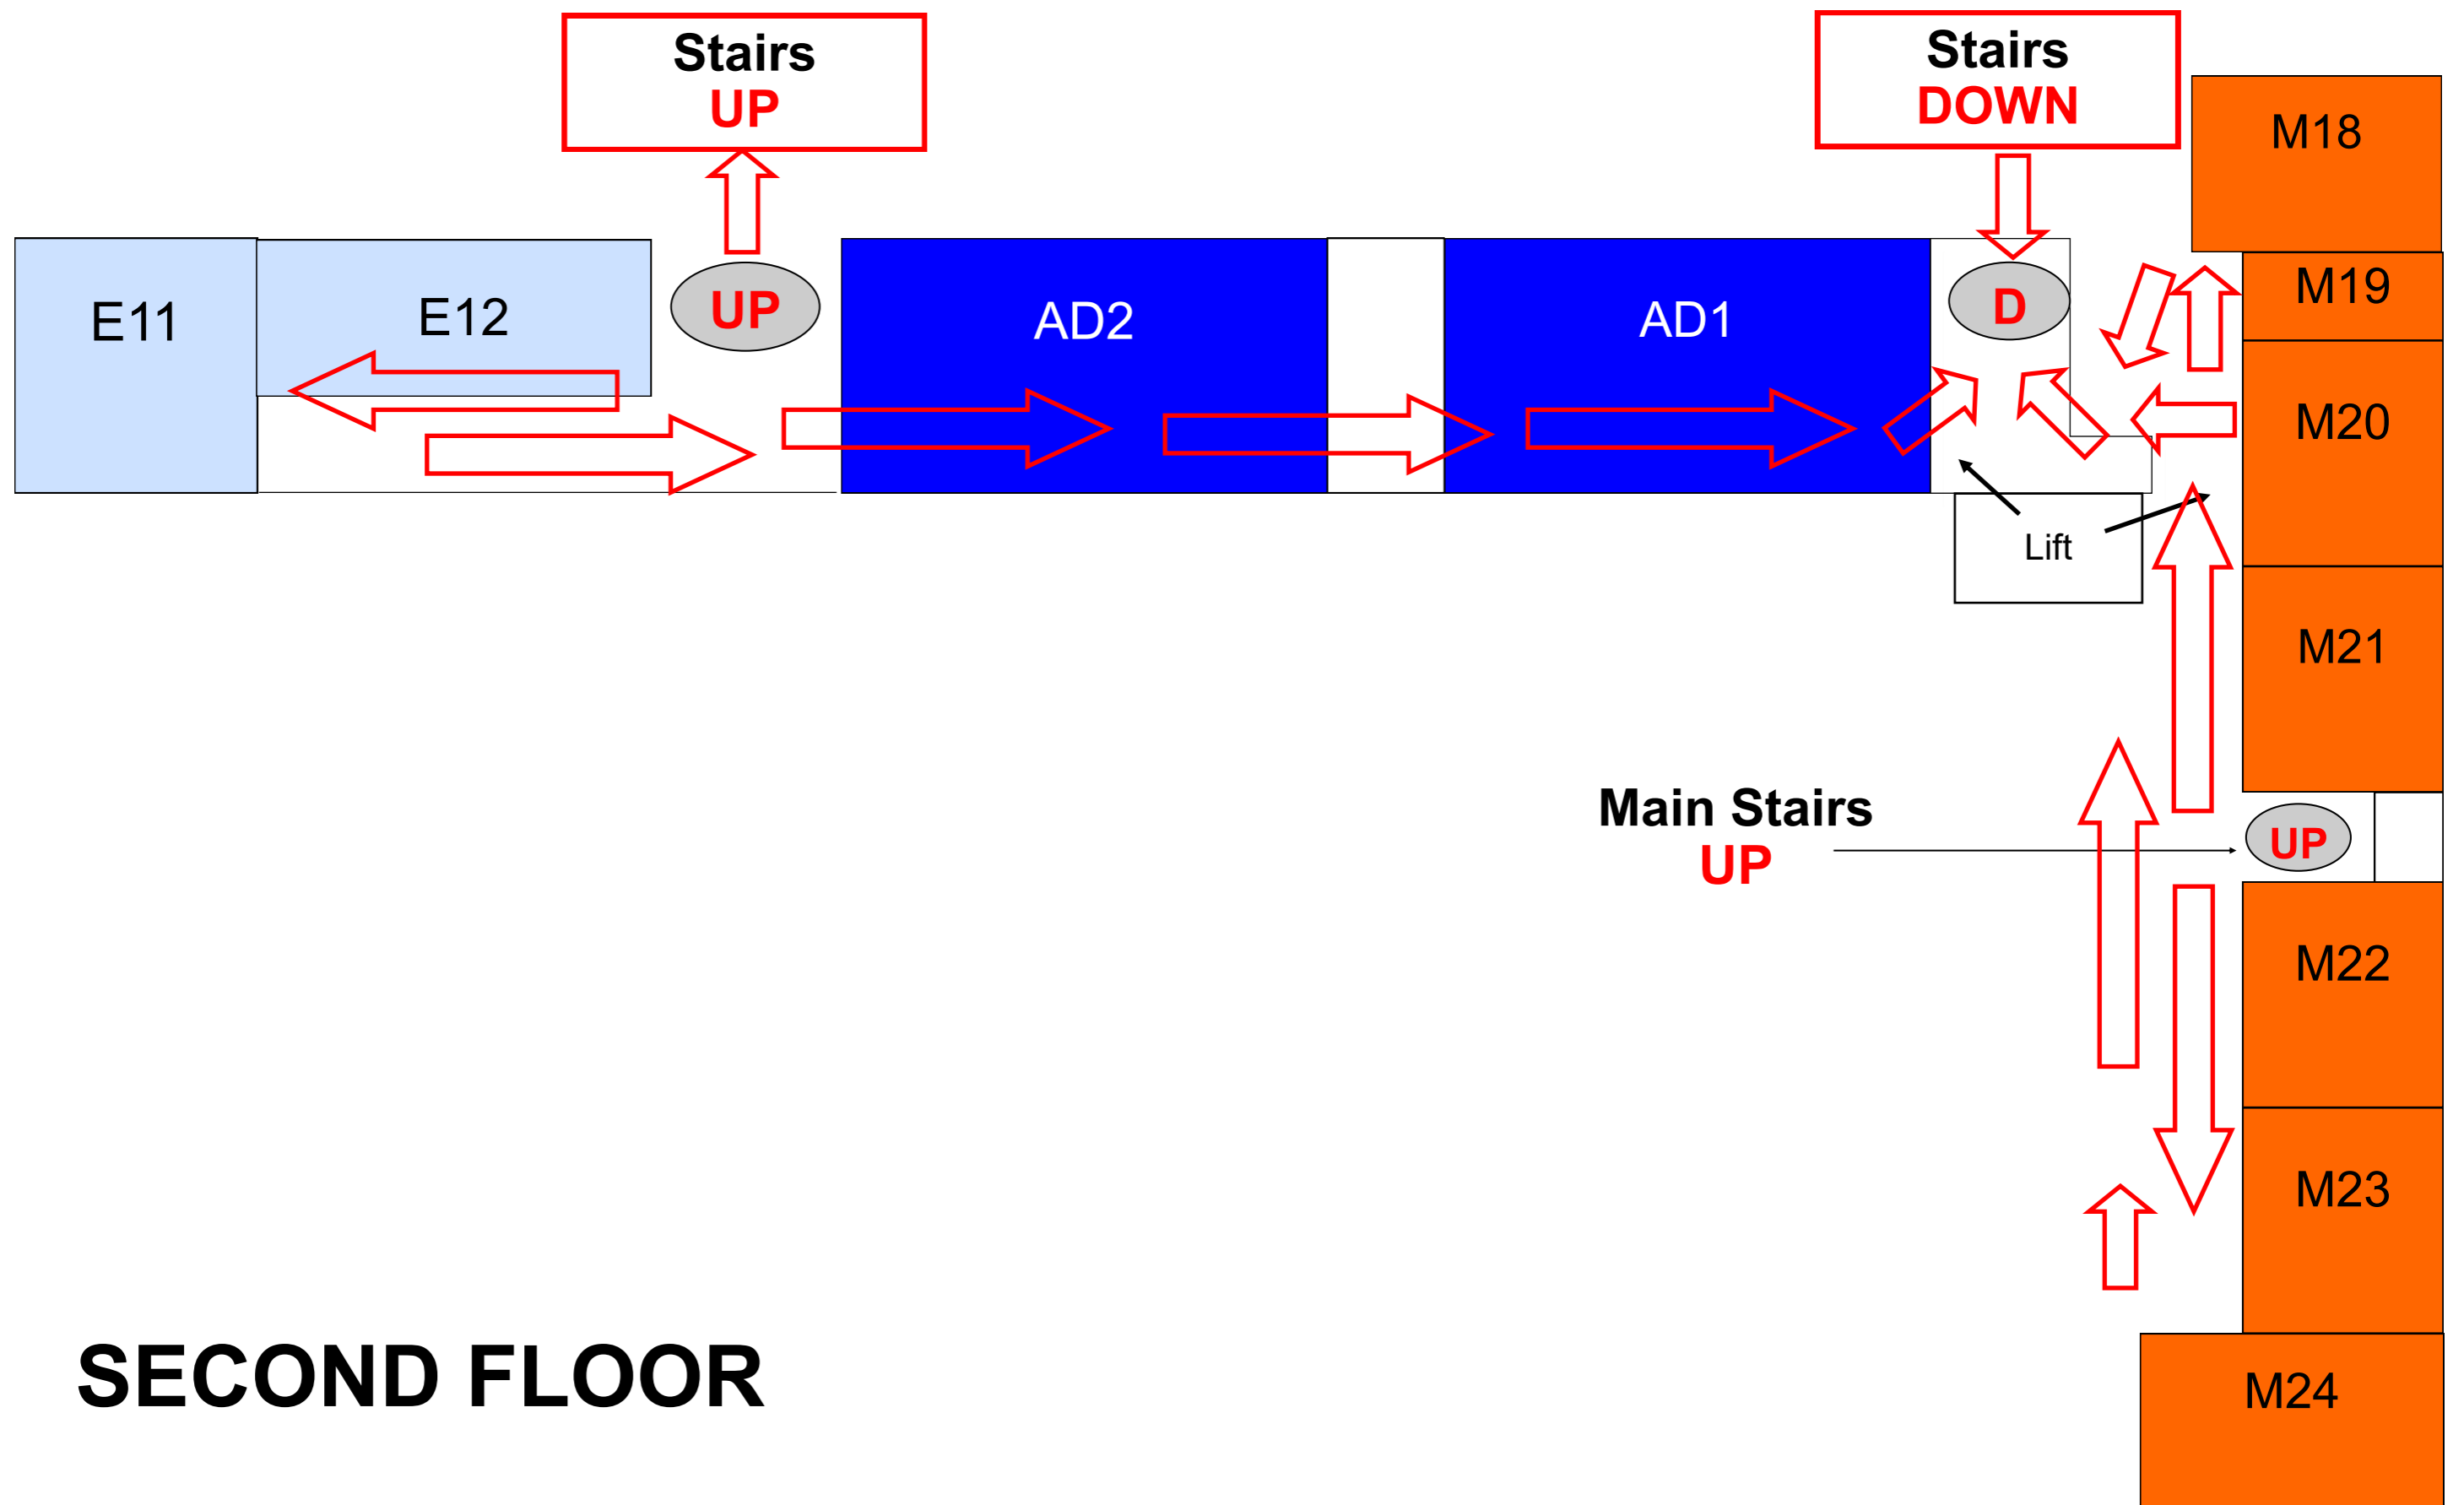 Stairs
UP
Stairs
DOWN
M18
E11
E12
UP
AD2
AD1
D
M19
M20
Lift
M21
Main Stairs
UP
UP
M22
M23
SECOND FLOOR
M24